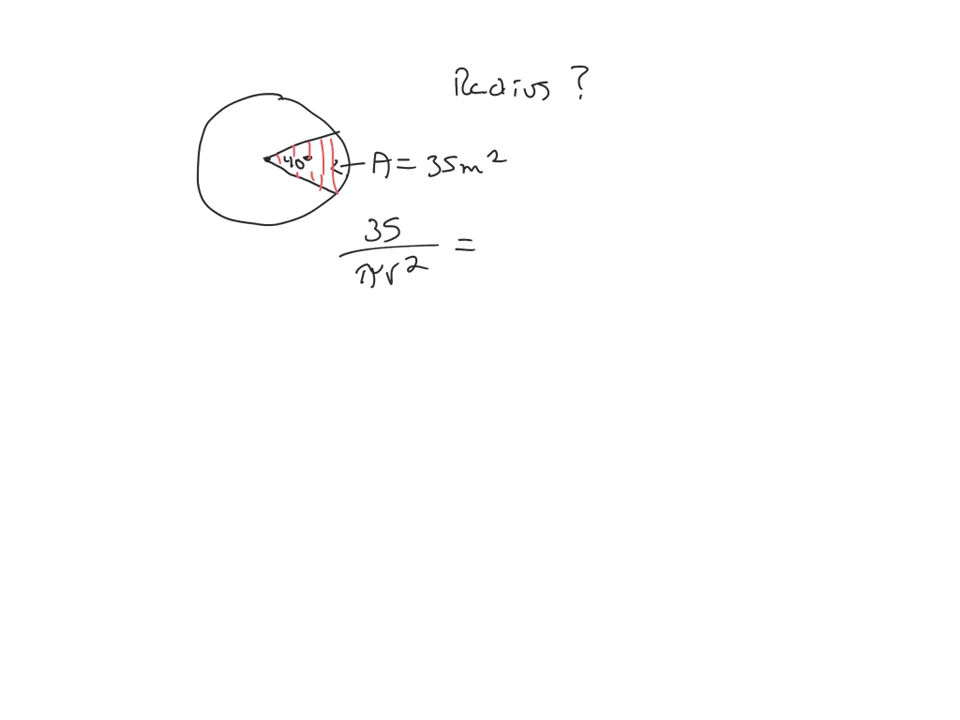 Radius ?
40°
A = 35m²
35
πr²
=